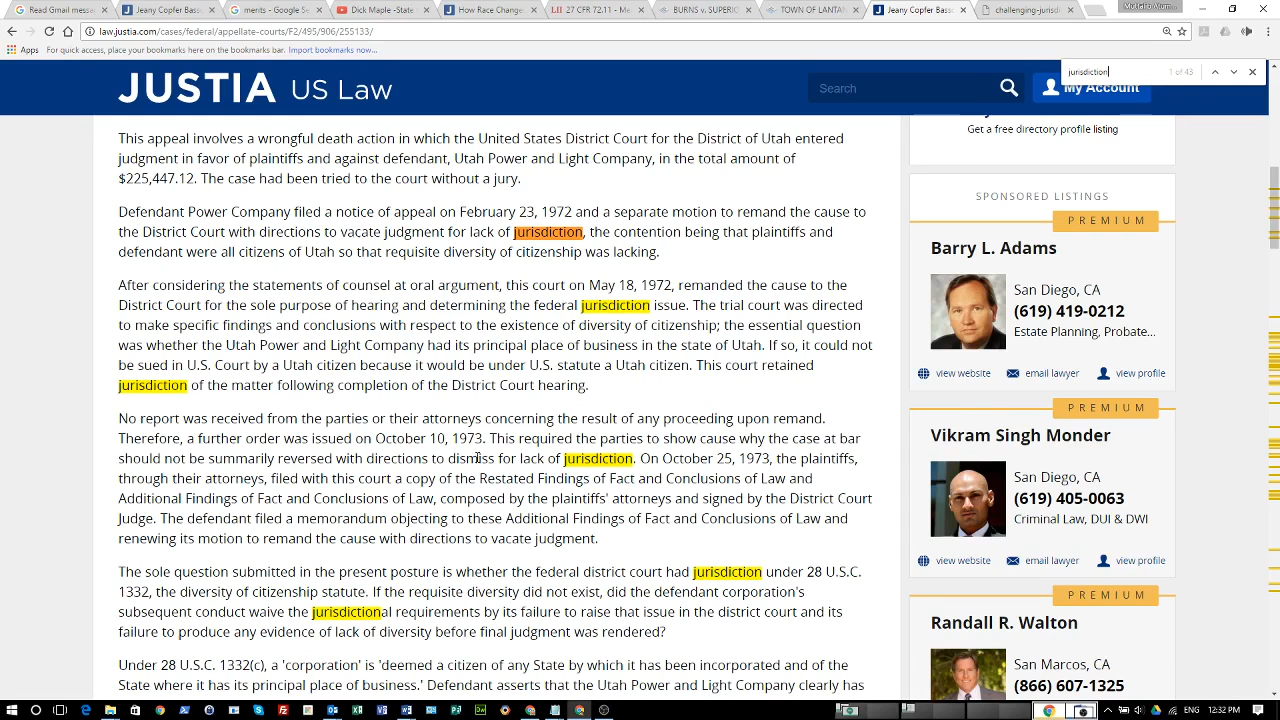 Read Gmail messages
Jeany Copfer Basset
ments - Google Se
Dick Maple -State
How Race Changed
27 CFR 72.11 - Me
BURNS v. SUPERIO
TOWN OF LANTAN
Jeany Copfer Basset
challenging-jurisdic
law.justia.com/cases/federal/appellate-courts/F2/495/906/255133/
Apps For quick access, place your bookmarks here on the bookmarks bar. Import bookmarks now...
jurisdiction 1 of 43
JUSTIA US Law
Search
My Account
Get a free directory profile listing
This appeal involves a wrongful death action in which the United States District Court for the District of Utah entered
judgment in favor of plaintiffs and against defendant, Utah Power and Light Company, in the total amount of
$225,447.12. The case had been tried to the court without a jury.
Defendant Power Company filed a notice of appeal on February 23, 1972 and a separate motion to remand the cause to
the District Court with directions to vacate judgment for lack of jurisdiction, the contention being that plaintiffs and
defendant were all citizens of Utah so that requisite diversity of citizenship was lacking.
After considering the statements of counsel at oral argument, this court on May 18, 1972, remanded the cause to the
District Court for the sole purpose of hearing and determining the federal jurisdiction issue. The trial court was directed
to make specific findings and conclusions with respect to the existence of diversity of citizenship; the essential question
was whether the Utah Power and Light Company had its principal place of business in the state of Utah. If so, it could not
be sued in U.S. Court by a Utah citizen because it would be under U.S. statute a Utah citizen. This court retained
jurisdiction of the matter following completion of the District Court hearing.
No report was received from the parties or their attorneys concerning the result of any proceeding upon remand.
Therefore, a further order was issued on October 10, 1973. This required the parties to show cause why the case at bar
should not be summarily reversed with directions to dismiss for lack of jurisdiction. On October 25, 1973, the plaintiffs,
through their attorneys, filed with this court a copy of the Restated Findings of Fact and Conclusions of Law and
Additional Findings of Fact and Conclusions of Law, composed by the plaintiffs' attorneys and signed by the District Court
Judge. The defendant filed a memorandum objecting to these Additional Findings of Fact and Conclusions of Law and
renewing its motion to remand the cause with directions to vacate judgment.
The sole question submitted in the present posture is whether the federal district court had jurisdiction under 28 U.S.C.
1332, the diversity of citizenship statute. If the requisite diversity did not exist, did the defendant corporation's
subsequent conduct waive the jurisdictional requirements by its failure to raise that issue in the district court and its
failure to produce any evidence of lack of diversity before final judgment was rendered?
Under 28 U.S.C. 1332(c), a 'corporation' is 'deemed a citizen of any State by which it has been incorporated and of the
State where it has its principal place of business.' Defendant asserts that the Utah Power and Light Company clearly has
SPONSORED LISTINGS
PREMIUM
Barry L. Adams
San Diego, CA
(619) 419-0212
Estate Planning, Probate...
view website email lawyer view profile
PREMIUM
Vikram Singh Monder
San Diego, CA
(619) 405-0063
Criminal Law, DUI & DWI
view website email lawyer view profile
PREMIUM
Randall R. Walton
San Marcos, CA
(866) 607-1325
ENG 12:32 PM